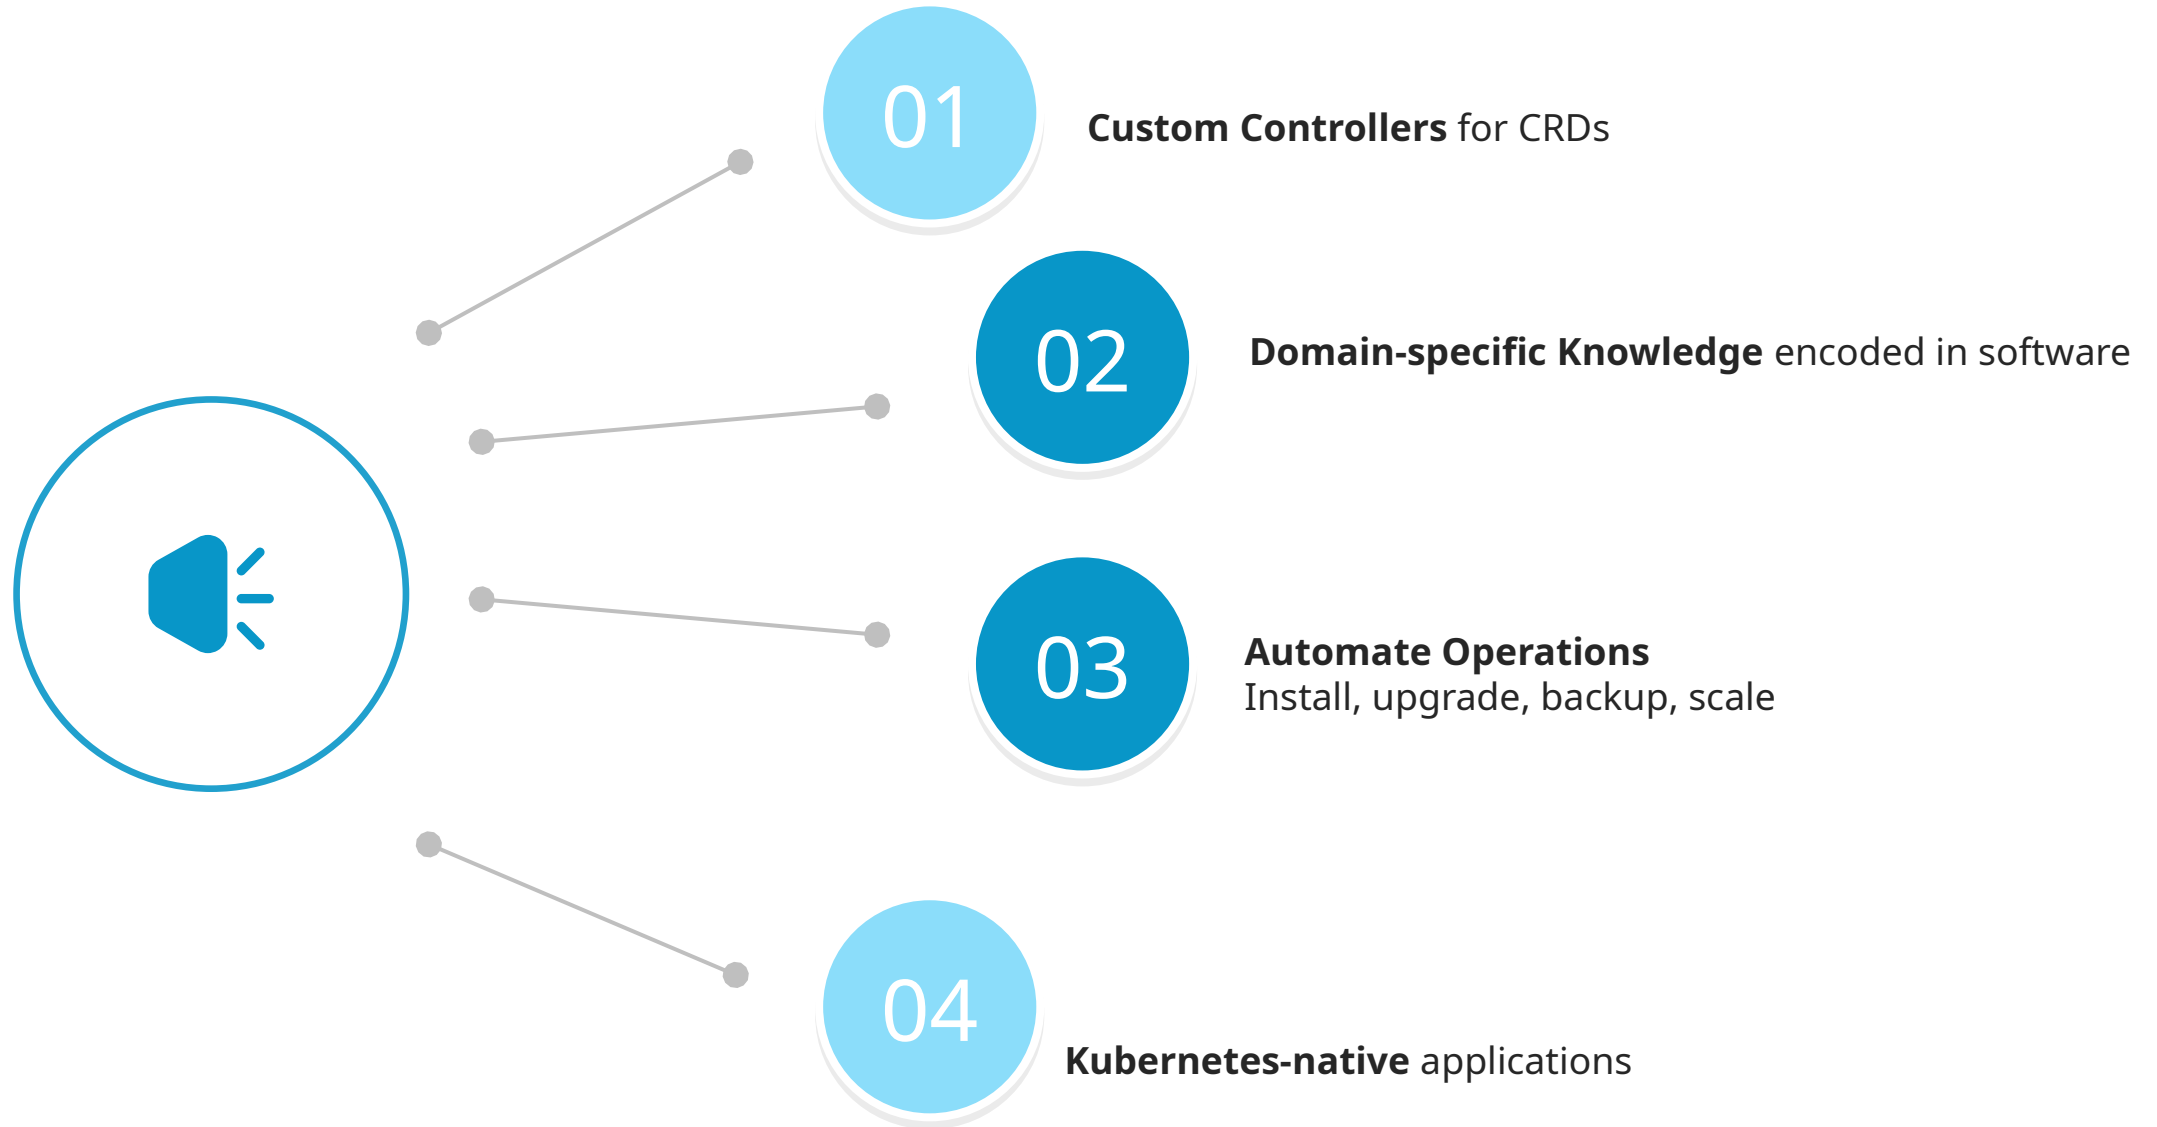 01
Custom Controllers for CRDs
02
Domain-specific Knowledge encoded in software
03
Automate Operations
Install, upgrade, backup, scale
04
Kubernetes-native applications